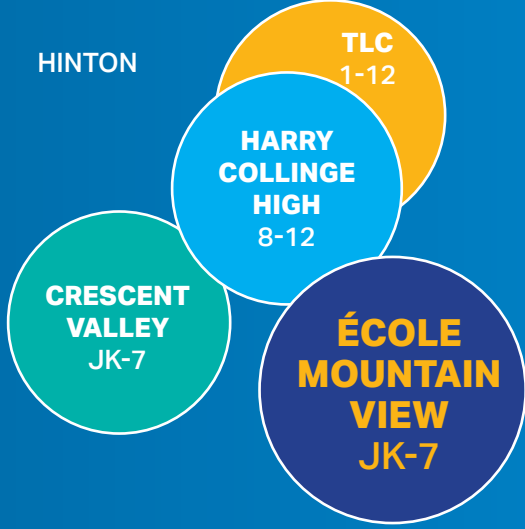 HINTON
TLC
1-12
HARRY
COLLINGE
HIGH
8-12
CRESCENT
VALLEY
JK-7
ÉCOLE
MOUNTAIN
VIEW
JK-7